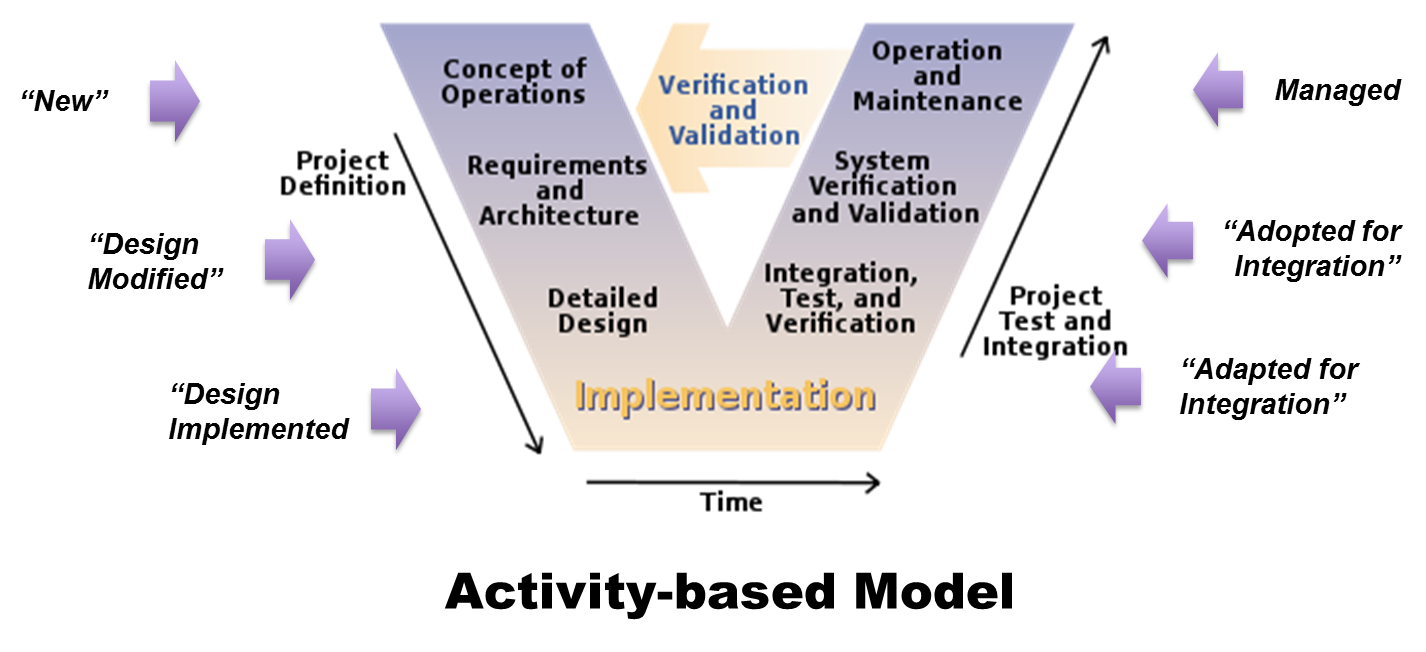 “New”
Project
Definition
“Design
Modified”
“Design
Implemented
Concept of
Operations
Requirements
and
Architecture
Detailed
Design
Verification
and
Validation
Operation
and
Maintenance
System
Verification
and Validation
Integration,
Test, and
Verification
Implementation
Project
Test and
Integration
Managed
“Adopted for
Integration”
“Adapted for
Integration”
Time
Activity-based Model